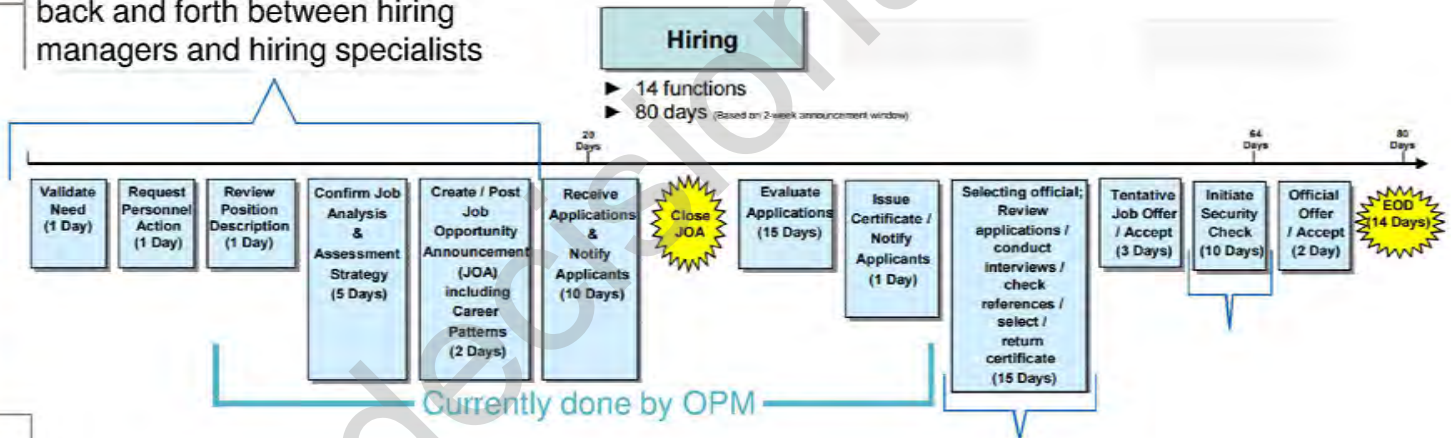 back and forth between hiring
managers and hiring specialists
Hiring
► 14 functions
► 80 days (Based on 2-week announcement window)
20
Days
64
Days
80
Days
Validate
Need
(1 Day)
Request
Personnel
Action
(1 Day)
Review
Position
Description
(1 Day)
Confirm Job
Analysis
&
Assessment
Strategy
(5 Days)
Create / Post
Job
Opportunity
Announcement
(JOA)
including
Career
Patterns
(2 Days)
Receive
Applications
&
Notify
Applicants
(10 Days)
Close
JOA
Evaluate
Applications
(15 Days)
Issue
Certificate /
Notify
Applicants
(1 Day)
Selecting official;
Review
applications /
conduct
interviews /
check
references /
select /
return
certificate
(15 Days)
Tentative
Job Offer
/ Accept
(3 Days)
Initiate
Security
Check
(10 Days)
Official
Offer
/ Accept
(2 Day)
EOD
(14 Days)
Currently done by OPM
decision